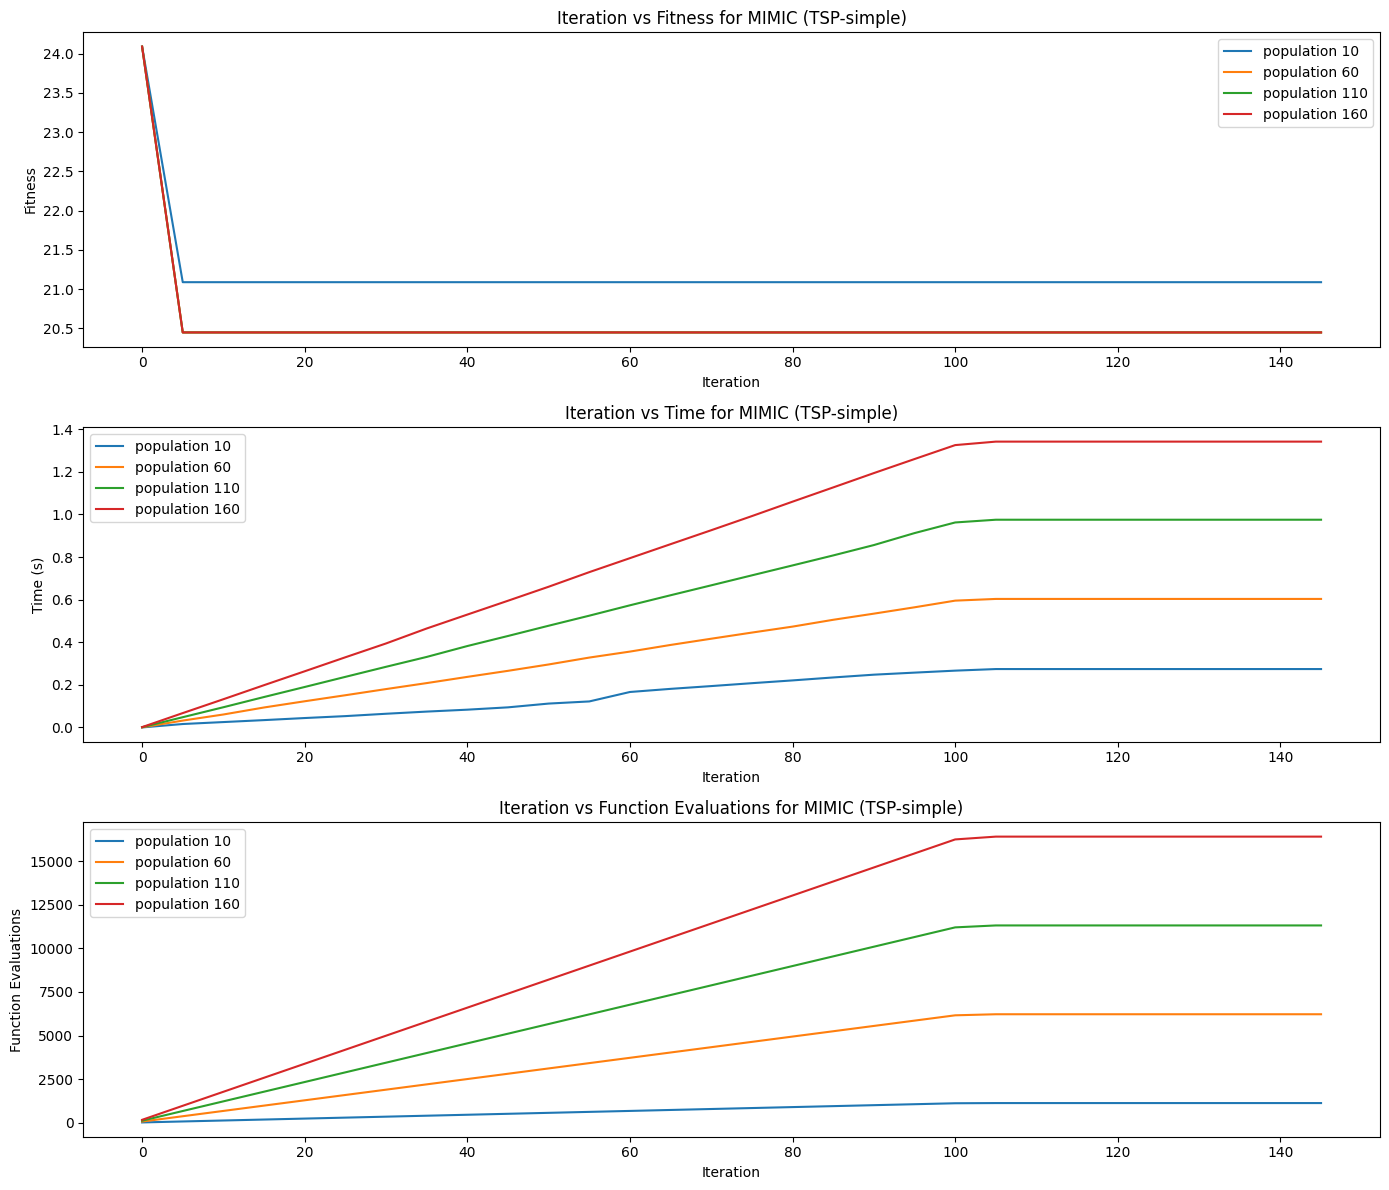 Iteration vs Fitness for MIMIC (TSP-simple)
24.0
23.5
23.0
22.5
22.0
21.5
21.0
20.5
Fitness
population 10
population 60
population 110
population 160
0 20 40 60 80 100 120 140
Iteration
Iteration vs Time for MIMIC (TSP-simple)
1.4
1.2
1.0
0.8
0.6
0.4
0.2
0.0
Time (s)
population 10
population 60
population 110
population 160
0 20 40 60 80 100 120 140
Iteration
Iteration vs Function Evaluations for MIMIC (TSP-simple)
15000
12500
10000
7500
5000
2500
0
Function Evaluations
population 10
population 60
population 110
population 160
0 20 40 60 80 100 120 140
Iteration